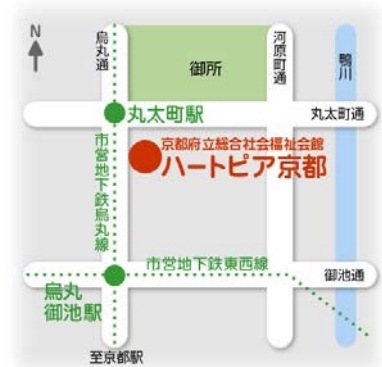 N
烏丸通
御所
河原町通
鴨川
丸太町駅
丸太町通
京都府立総合社会福祉会館
ハートピア京都
市営地下鉄烏丸線
市営地下鉄東西線
御池通
烏丸
御池駅
至京都駅